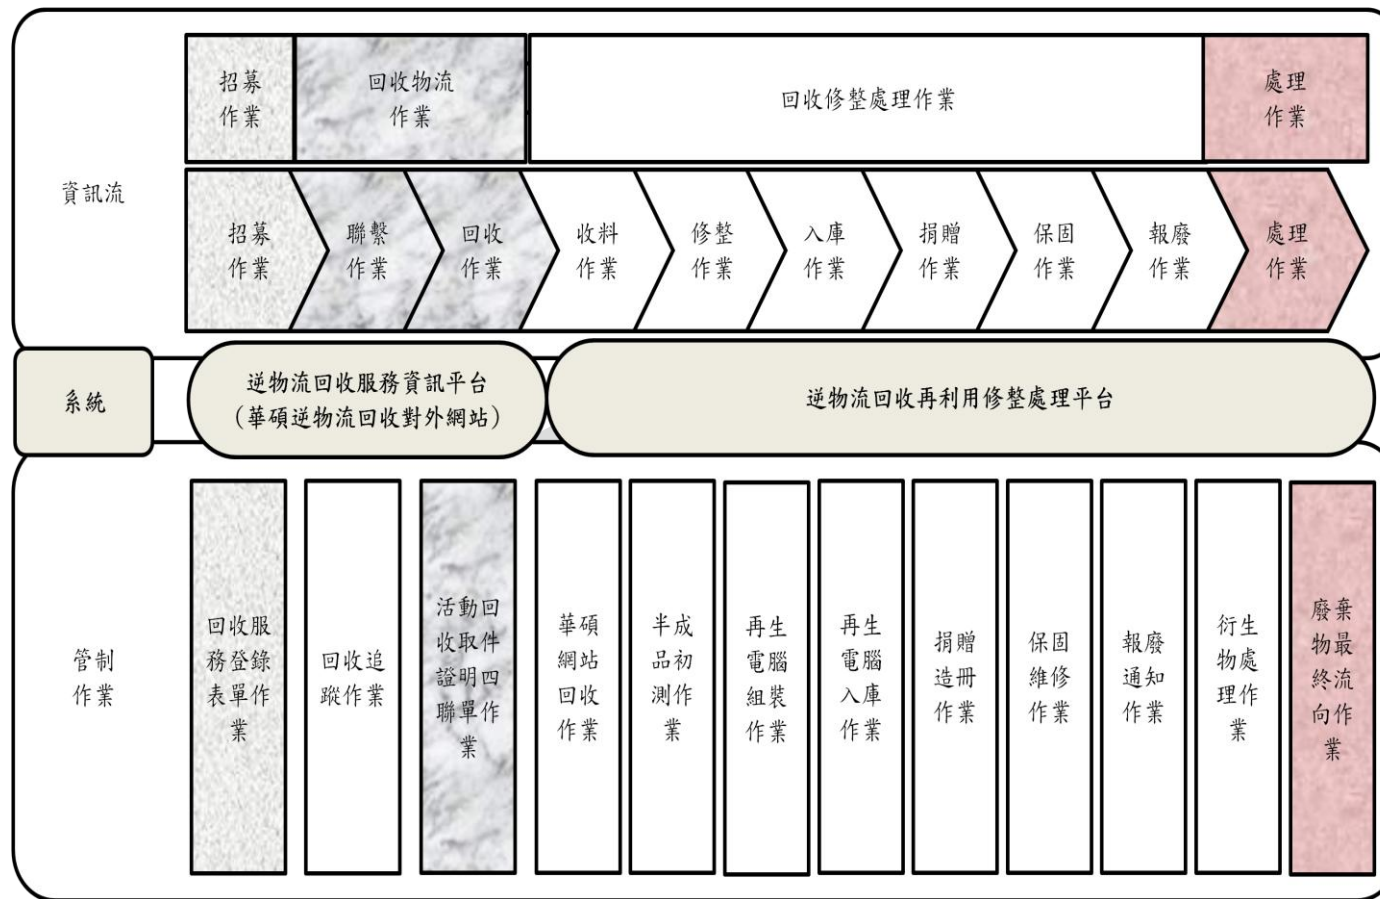 招募
作業
回收物流
作業
回收修整處理作業
處理
作業
資訊流
招募
作業
聯繫
作業
回收
作業
收料
作業
修整
作業
入庫
作業
捐贈
作業
保固
作業
報廢
作業
處理
作業
系統
逆物流回收服務資訊平台
(華碩逆物流回收對外網站)
逆物流回收再利用修整處理平台
管制
作業
回收服
務登錄
表單作
業
回收追
蹤作業
活動回
收取件
證明四
聯單作
業
華碩
網站
回收
作業
半成
品初
測作
業
再生
電腦
組裝
作業
再生
電腦
入庫
作業
捐贈
造冊
作業
保固
維修
作業
報廢
通知
作業
衍生
物處
理作
業
廢棄
物最
終流
向作
業